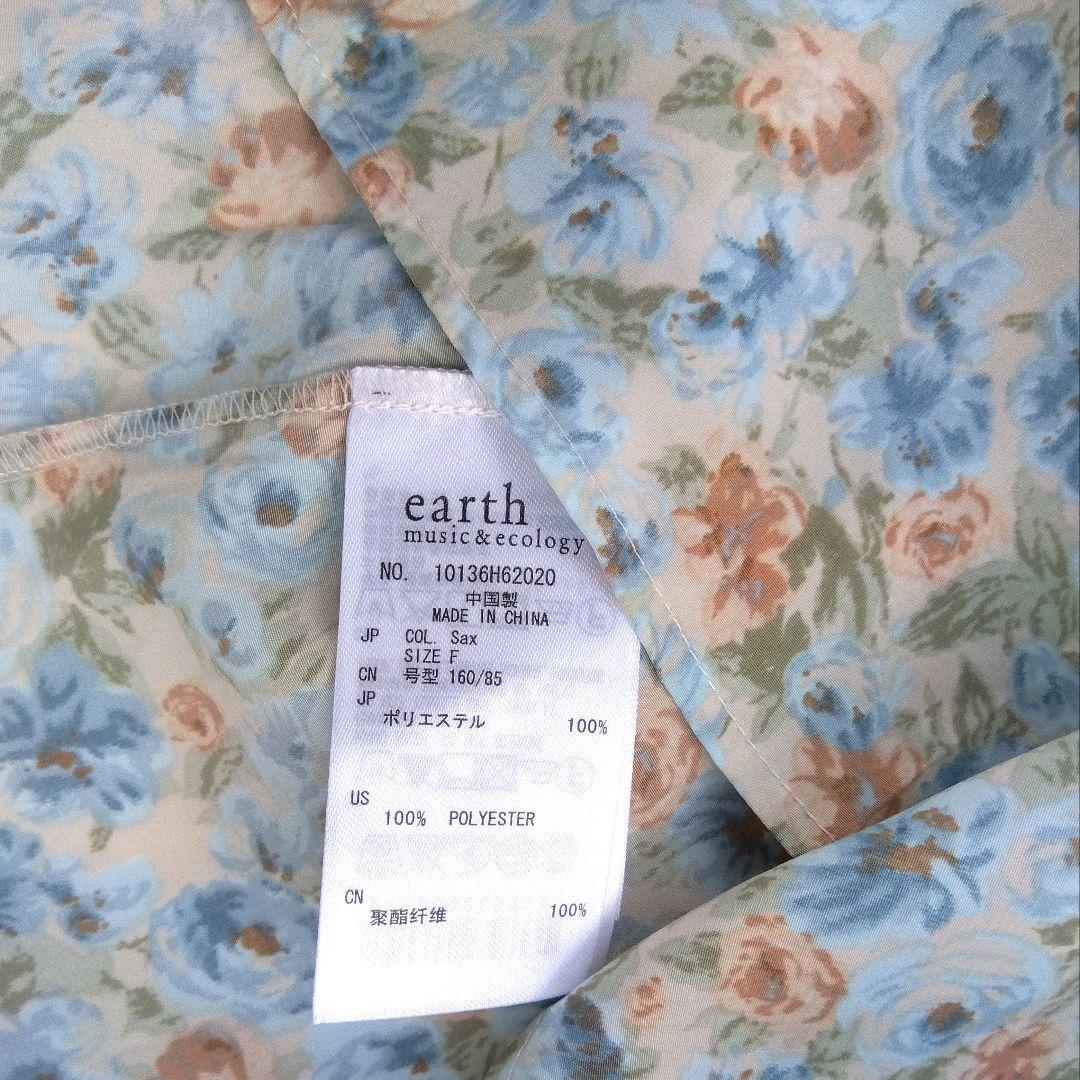 earth
music&ecology
NO. 10136H62020
中国製
MADE IN CHINA
JP COL. Sax
SIZE F
CN 号型 160/85
JP
ポリエステル 100%
US
100% POLYESTER
CN
聚酯纤维 100%